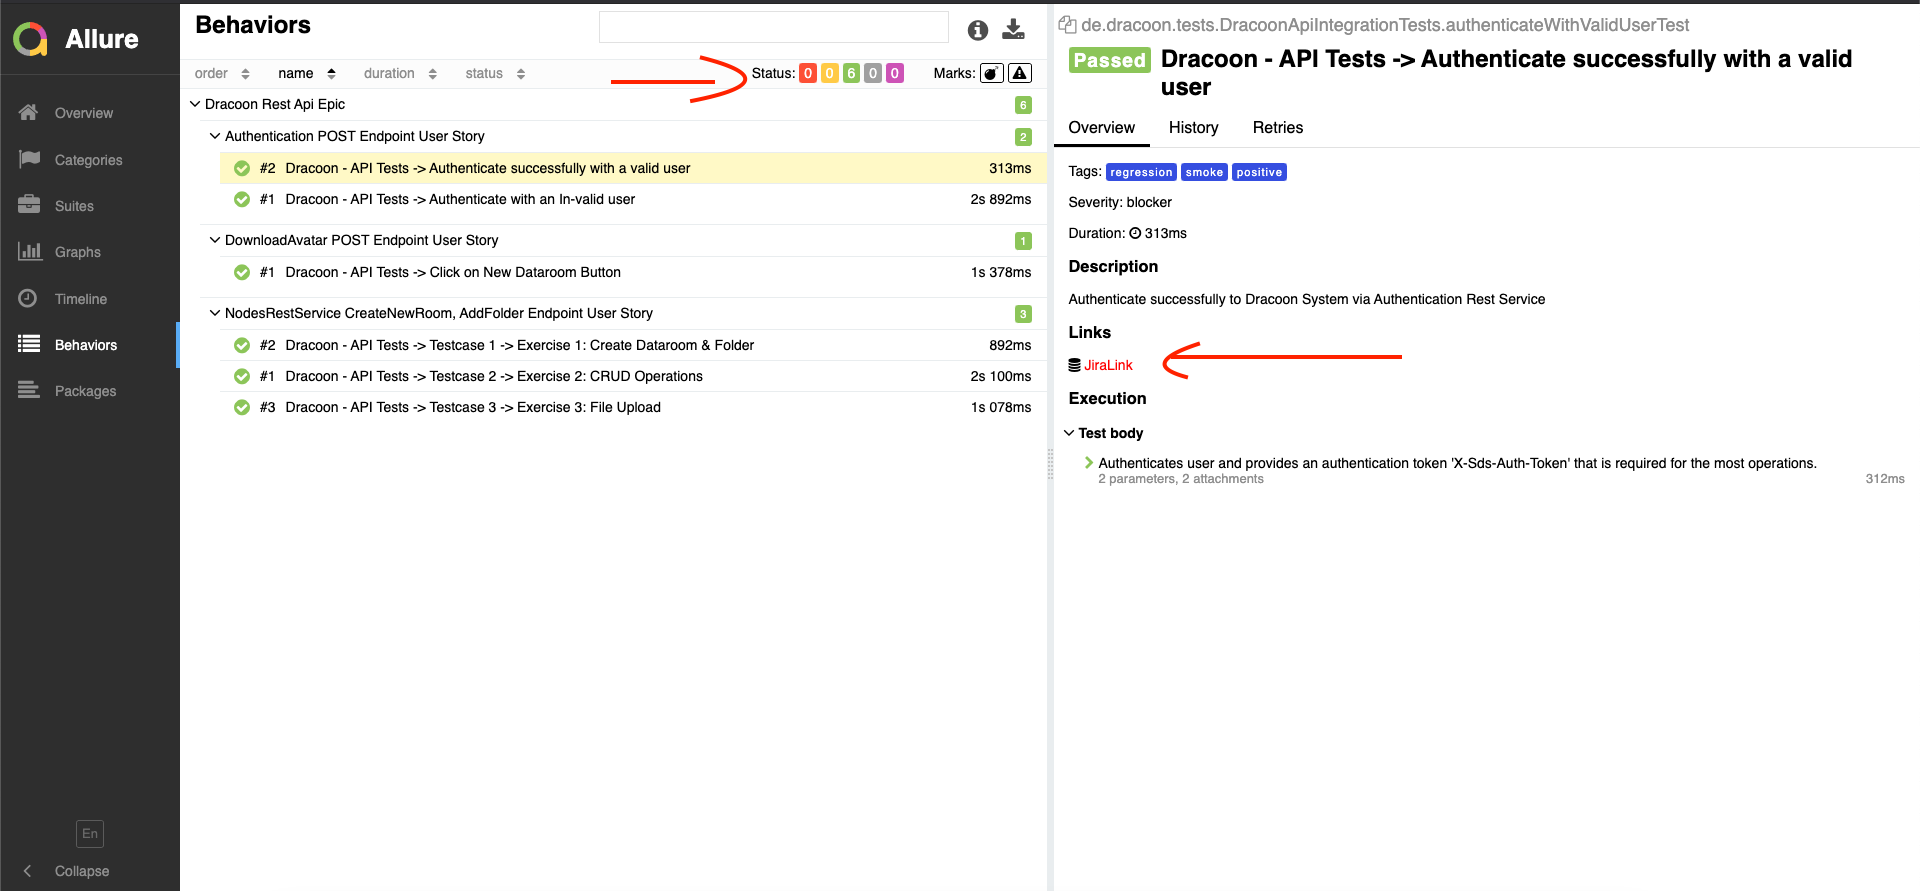 Allure
Overview
Categories
Suites
Graphs
Timeline
Behaviors
Packages
En
Collapse
Behaviors
order name duration status Status: 0 0 6 0 0 Marks:
Dracoon Rest Api Epic 6
Authentication POST Endpoint User Story 2
#2 Dracoon - API Tests -> Authenticate successfully with a valid user 313ms
#1 Dracoon - API Tests -> Authenticate with an In-valid user 2s 892ms
DownloadAvatar POST Endpoint User Story 1
#1 Dracoon - API Tests -> Click on New Dataroom Button 1s 378ms
NodesRestService CreateNewRoom, AddFolder Endpoint User Story 3
#2 Dracoon - API Tests -> Testcase 1 -> Exercise 1: Create Dataroom & Folder 892ms
#1 Dracoon - API Tests -> Testcase 2 -> Exercise 2: CRUD Operations 2s 100ms
#3 Dracoon - API Tests -> Testcase 3 -> Exercise 3: File Upload 1s 078ms
de.dracoon.tests.DracoonApiIntegrationTests.authenticateWithValidUserTest
Passed Dracoon - API Tests -> Authenticate successfully with a valid
user
Overview History Retries
Tags: regression smoke positive
Severity: blocker
Duration: 313ms
Description
Authenticate successfully to Dracoon System via Authentication Rest Service
Links
JiraLink
Execution
Test body
Authenticates user and provides an authentication token 'X-Sds-Auth-Token' that is required for the most operations.
2 parameters, 2 attachments 312ms